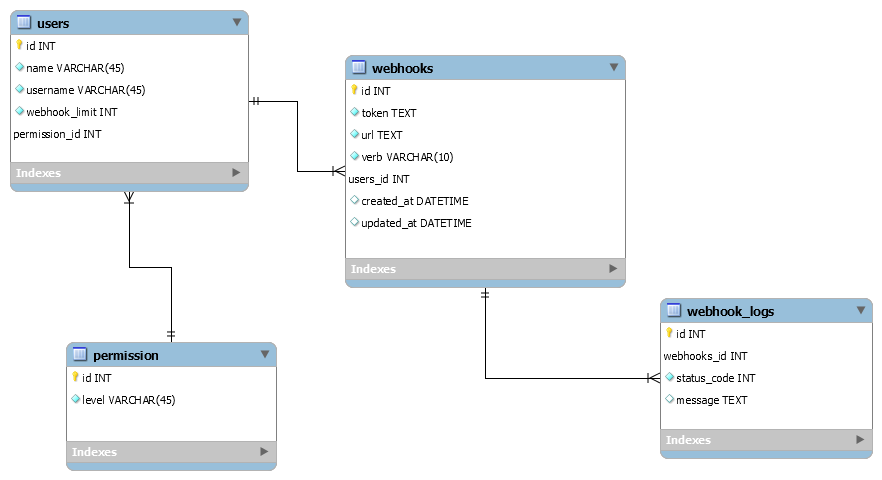 users
id INT
name VARCHAR(45)
username VARCHAR(45)
webhook_limit INT
permission_id INT
Indexes
webhooks
id INT
token TEXT
url TEXT
verb VARCHAR(10)
users_id INT
created_at DATETIME
updated_at DATETIME
Indexes
permission
id INT
level VARCHAR(45)
Indexes
webhook_logs
id INT
webhooks_id INT
status_code INT
message TEXT
Indexes